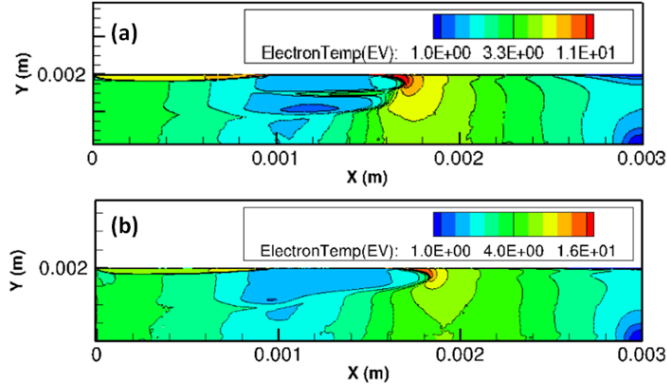 (a)
ElectronTemp(EV): 1.0E+00 3.3E+00 1.1E+01
Y (m)
0.002
0 0.001 0.002 0.003
X (m)
(b)
ElectronTemp(EV): 1.0E+00 4.0E+00 1.6E+01
Y (m)
0.002
0 0.001 0.002 0.003
X (m)